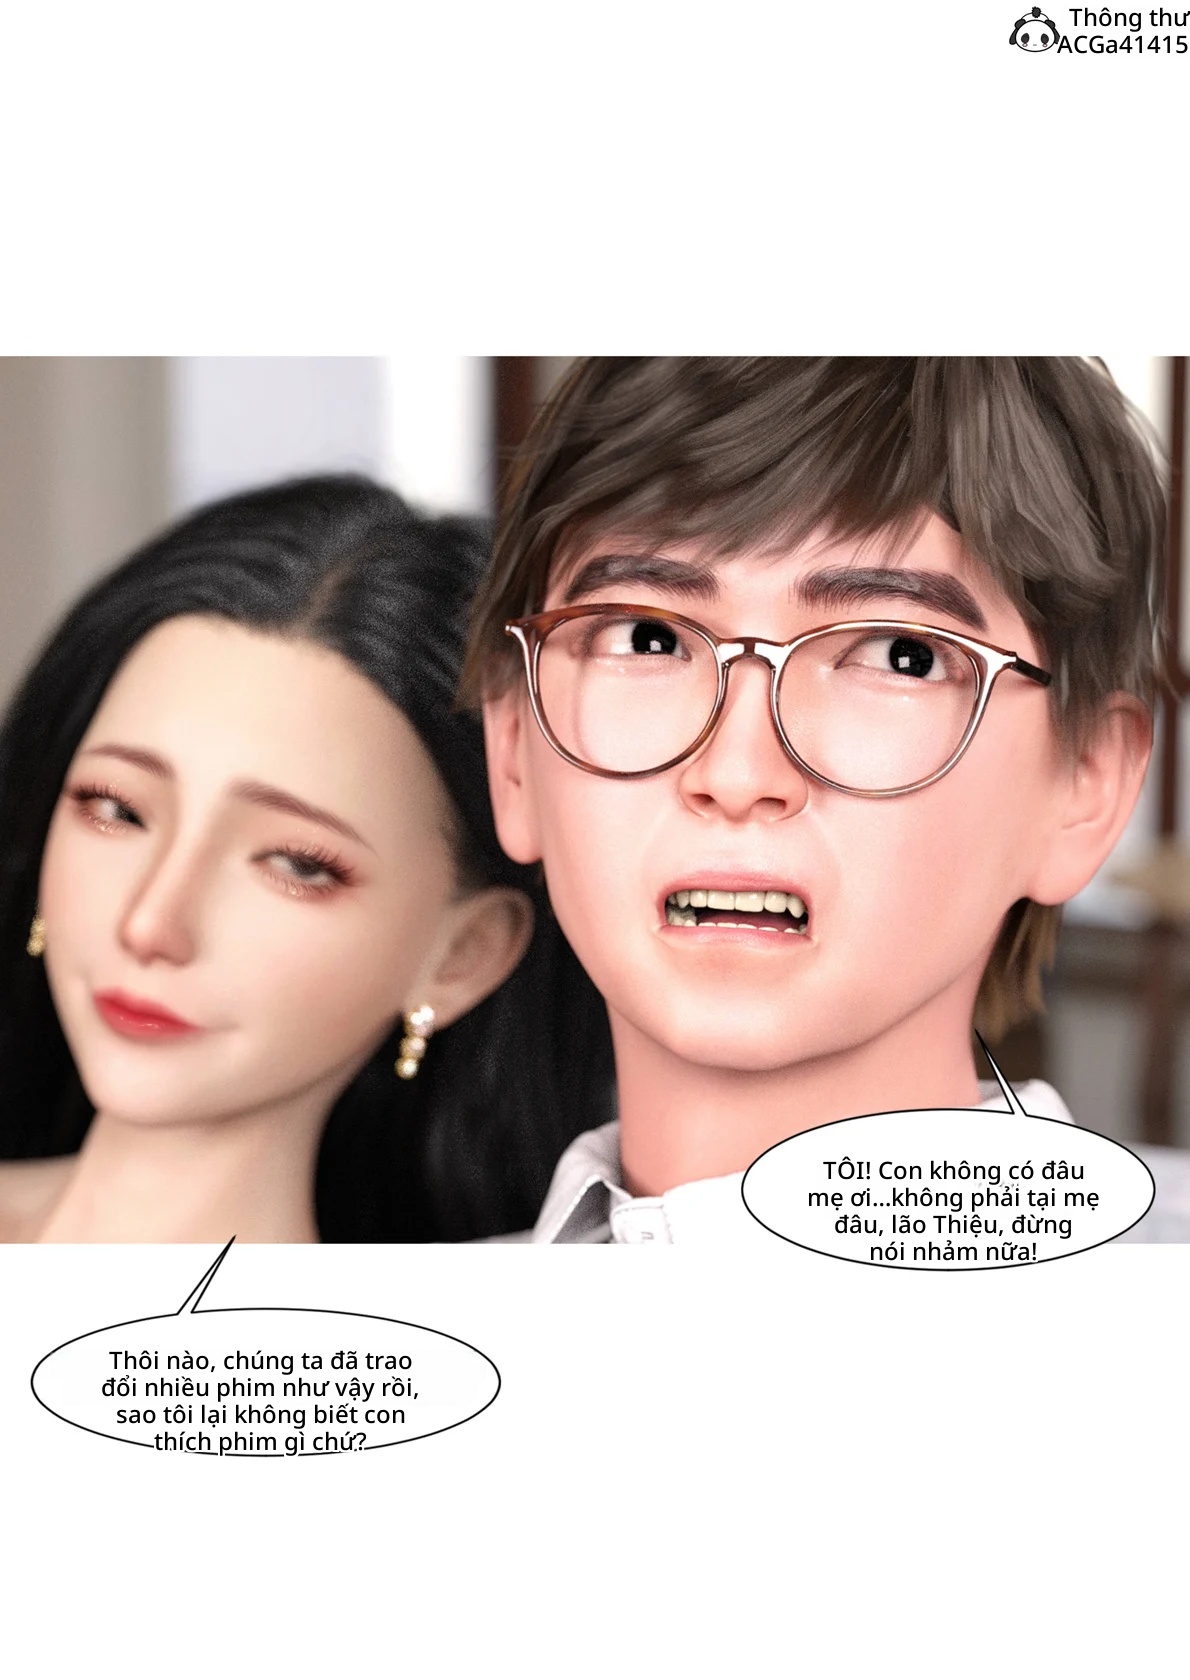 Thông thư
ACGa41415
TÔI! Con không có đâu
mẹ ơi...không phải tại mẹ
đâu, lão Thiệu, đừng
nói nhảm nữa!
Thôi nào, chúng ta đã trao
đổi nhiều phim như vậy rồi,
sao tôi lại không biết con
thích phim gì chứ?